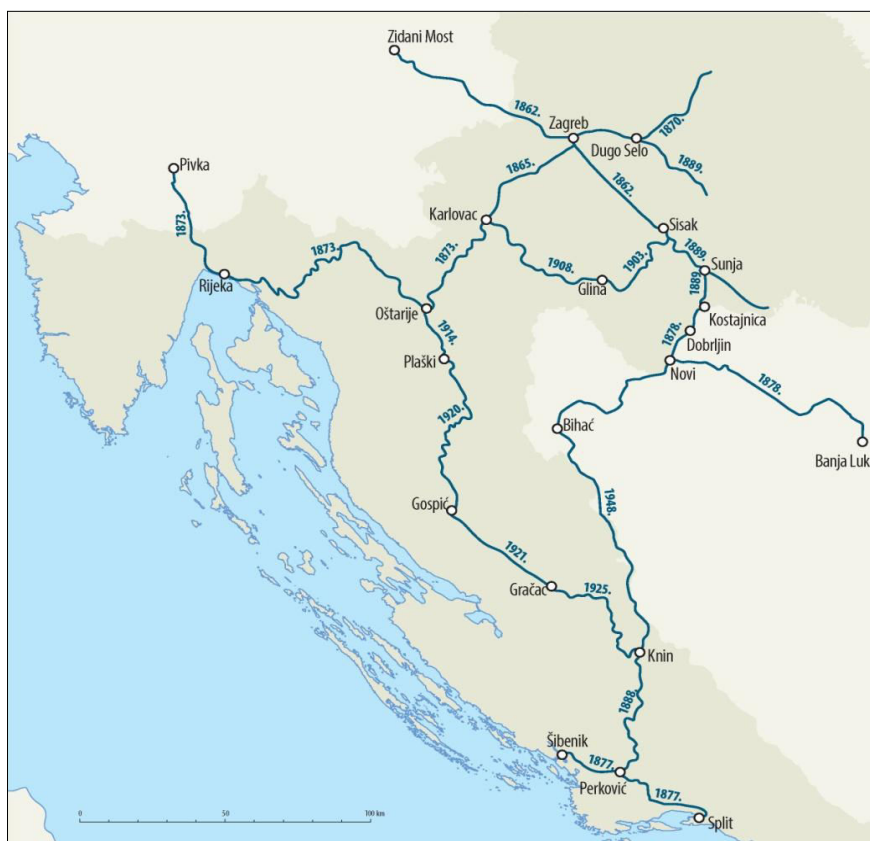 Zidani Most
1862.
Zagreb
Dugo Selo
1870.
1889.
Pivka
1865.
1862.
Karlovac
Sisak
1873.
1873.
1873.
1908.
1903.
1889.
Sunja
Rijeka
Glina
1889.
Oštarije
Kostajnica
1914.
Dobrljin
1878.
Plaški
Novi
1878.
1920.
Bihać
Banja Luk
Gospić
1948.
1921.
Gračac
1925.
Knin
1888.
Šibenik
1877.
Perković
1877.
Split
0 50 100 km